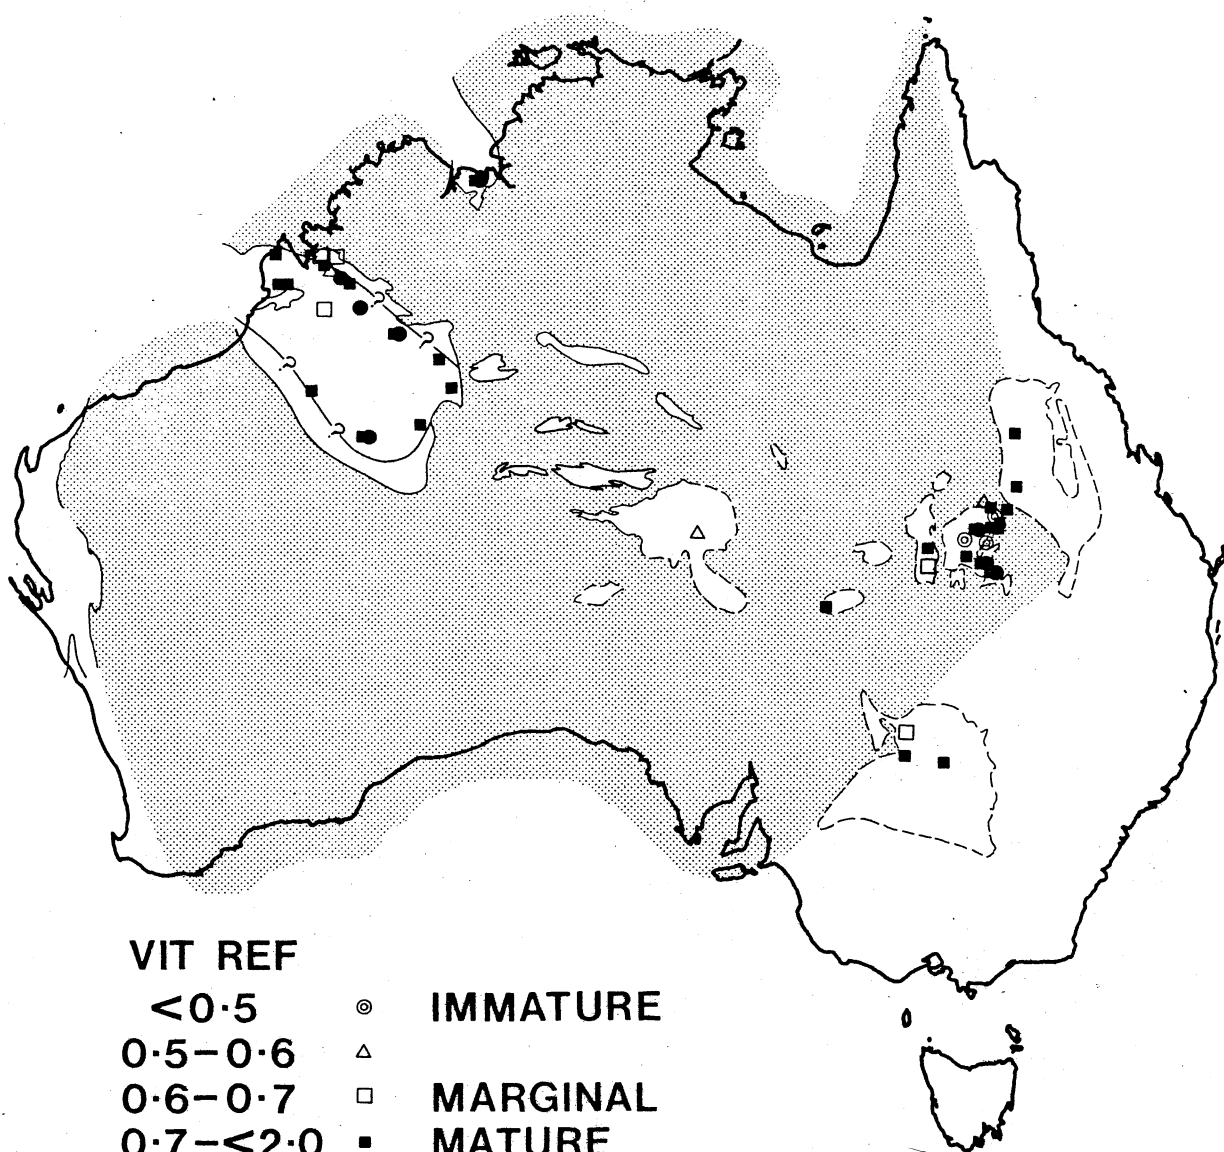 VIT REF
<0·5 IMMATURE
0·5-0·6
0·6-0·7 MARGINAL
0·7-<2·0 MATURE
?
?
?
?